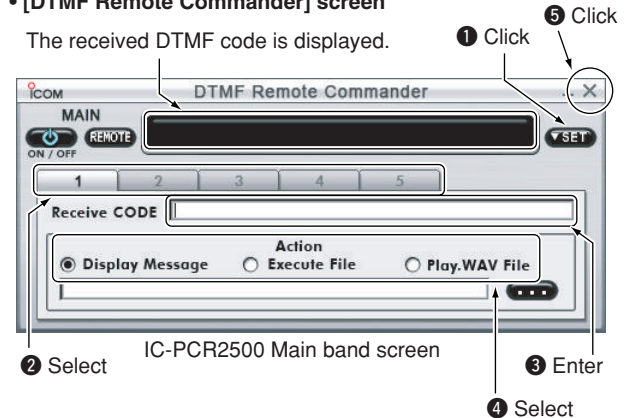 • [DTMF Remote Commander] screen
❺ Click
The received DTMF code is displayed.
❶ Click
ICOM DTMF Remote Commander
MAIN
REMOTE
▼SET
ON / OFF
1 2 3 4 5
Receive CODE
Action
Display Message Execute File Play.WAV File
...
❷ Select
IC-PCR2500 Main band screen
❸ Enter
❹ Select